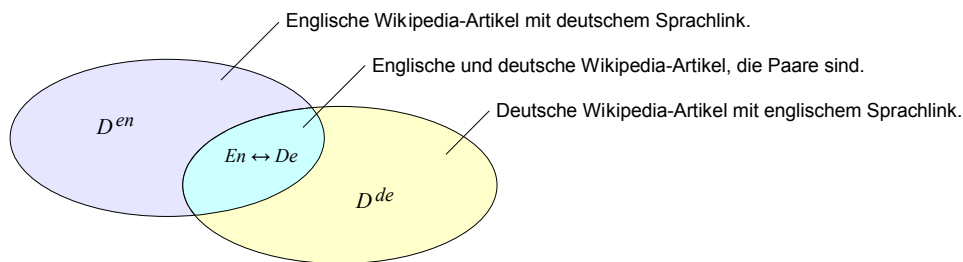 Englische Wikipedia-Artikel mit deutschem Sprachlink.
Englische und deutsche Wikipedia-Artikel, die Paare sind.
Deutsche Wikipedia-Artikel mit englischem Sprachlink.
D^en
En ↔ De
D^de